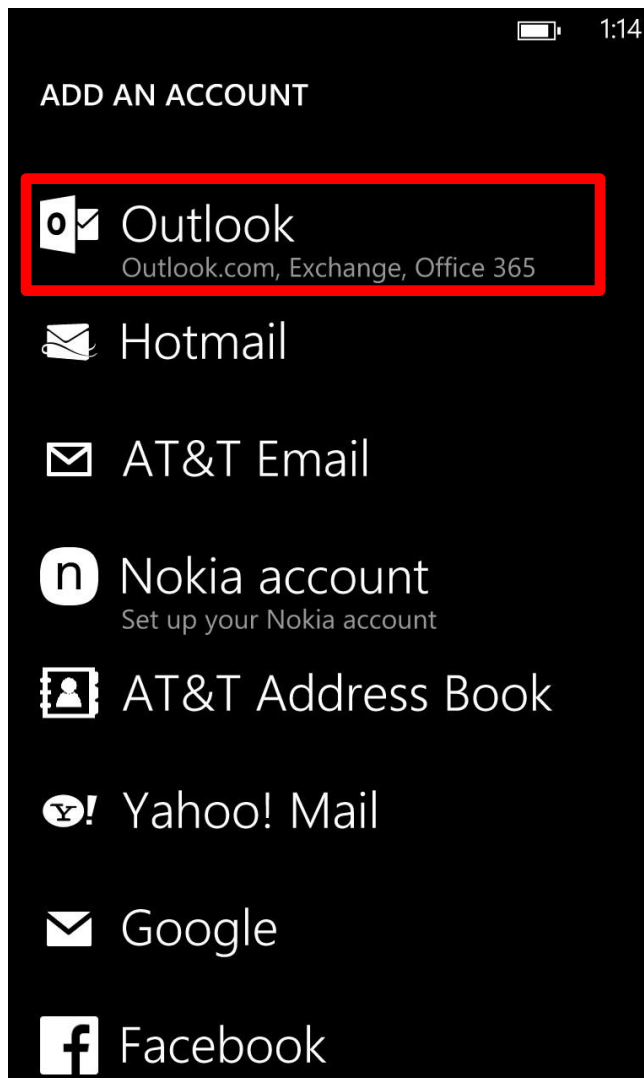 1:14
ADD AN ACCOUNT
Outlook
Outlook.com, Exchange, Office 365
Hotmail
AT&T Email
n
Nokia account
Set up your Nokia account
AT&T Address Book
Y!
Yahoo! Mail
Google
f
Facebook